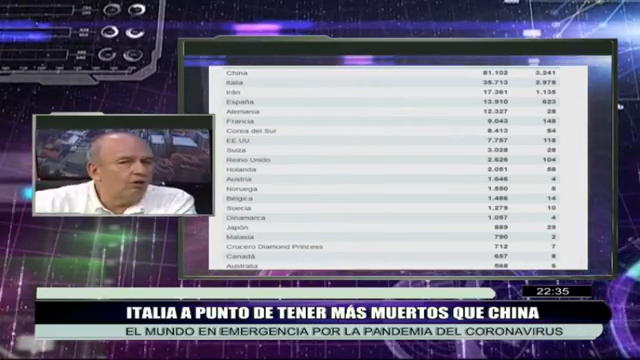 China 81.102 3.241
Italia 35.713 2.978
Irán 17.361 1.135
España 13.910 623
Alemania 12.327 28
Francia 9.043 148
Corea del Sur 8.413 84
EE.UU. 7.757 118
Suiza 3.028 28
Reino Unido 2.626 104
Holanda 2.051 58
Austria 1.646 4
Noruega 1.550 6
Bélgica 1.486 14
Suecia 1.279 10
Dinamarca 1.057 4
Japón 889 29
Malasia 790 2
Crucero Diamond Princess 712 7
Canadá 657 8
Australia 568 6
22:35
ITALIA A PUNTO DE TENER MÁS MUERTOS QUE CHINA
EL MUNDO EN EMERGENCIA POR LA PANDEMIA DEL CORONAVIRUS